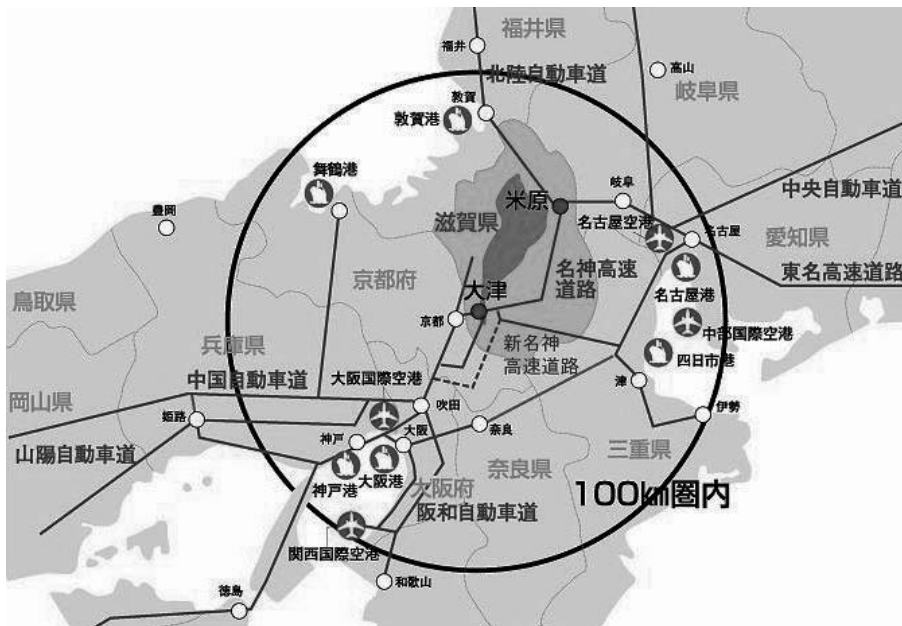 福井県
福井
高山
北陸自動車道
岐阜県
敦賀
敦賀港
舞鶴港
中央自動車道
岐阜
米原
豊岡
滋賀県
名古屋空港
名古屋
愛知県
京都府
名神高速
道路
東名高速道路
鳥取県
大津
名古屋港
京都
中部国際空港
兵庫県
新名神
高速道路
四日市港
中国自動車道
大阪国際空港
津
岡山県
吹田
伊勢
姫路
奈良
神戸
大阪
三重県
山陽自動車道
奈良県
神戸港
大阪港
大阪府
100km圏内
阪和自動車道
関西国際空港
和歌山
徳島